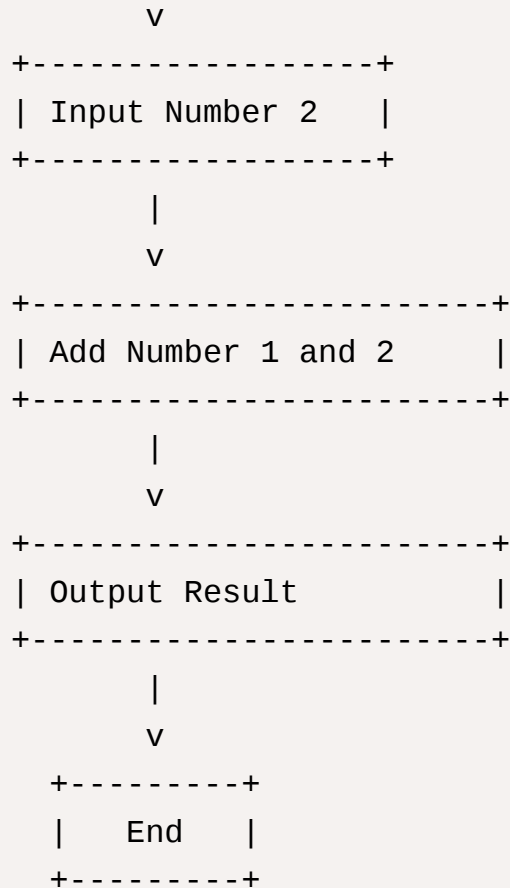 v
+------------------+
| Input Number 2   |
+------------------+
       |
       v
+------------------------+
| Add Number 1 and 2     |
+------------------------+
       |
       v
+------------------------+
| Output Result          |
+------------------------+
       |
       v
  +---------+
  |   End   |
  +---------+